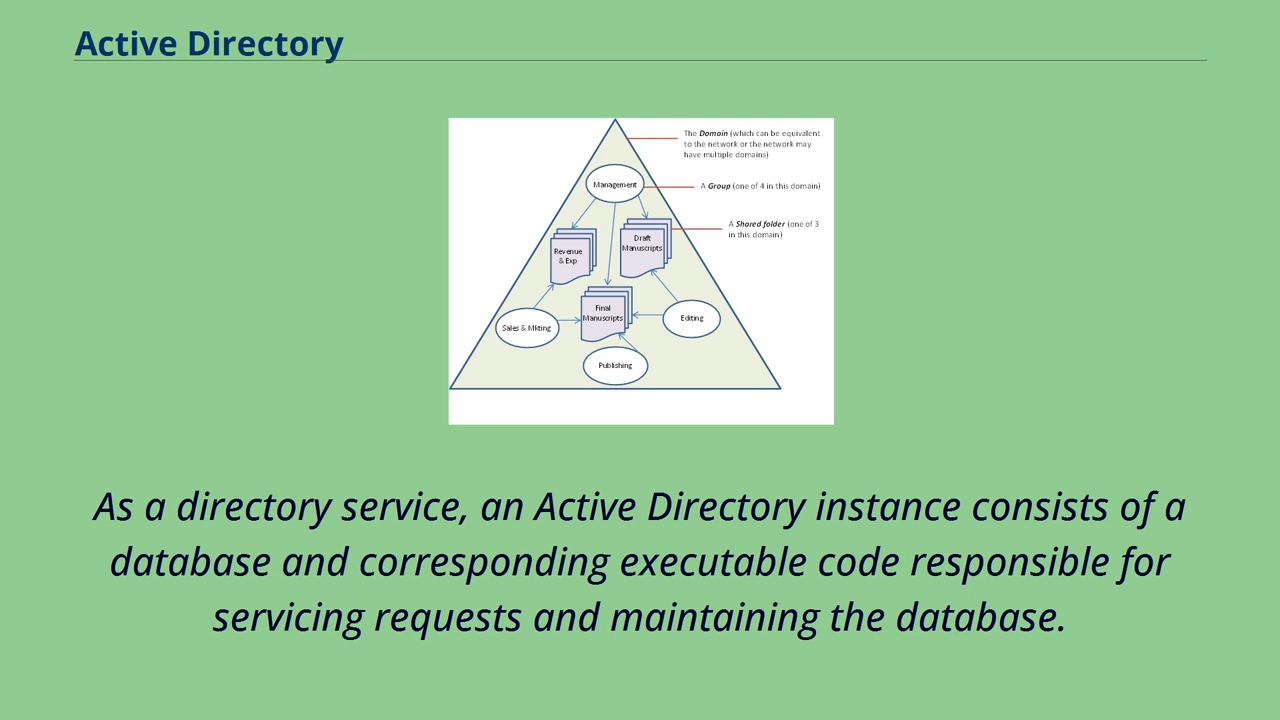 Active Directory
The Domain (which can be equivalent
to the network or the network may
have multiple domains)
Management
A Group (one of 4 in this domain)
A Shared folder (one of 3
in this domain)
Draft
Manuscripts
Revenue
& Exp
Final
Manuscripts
Sales & Mkting
Editing
Publishing
As a directory service, an Active Directory instance consists of a
database and corresponding executable code responsible for
servicing requests and maintaining the database.